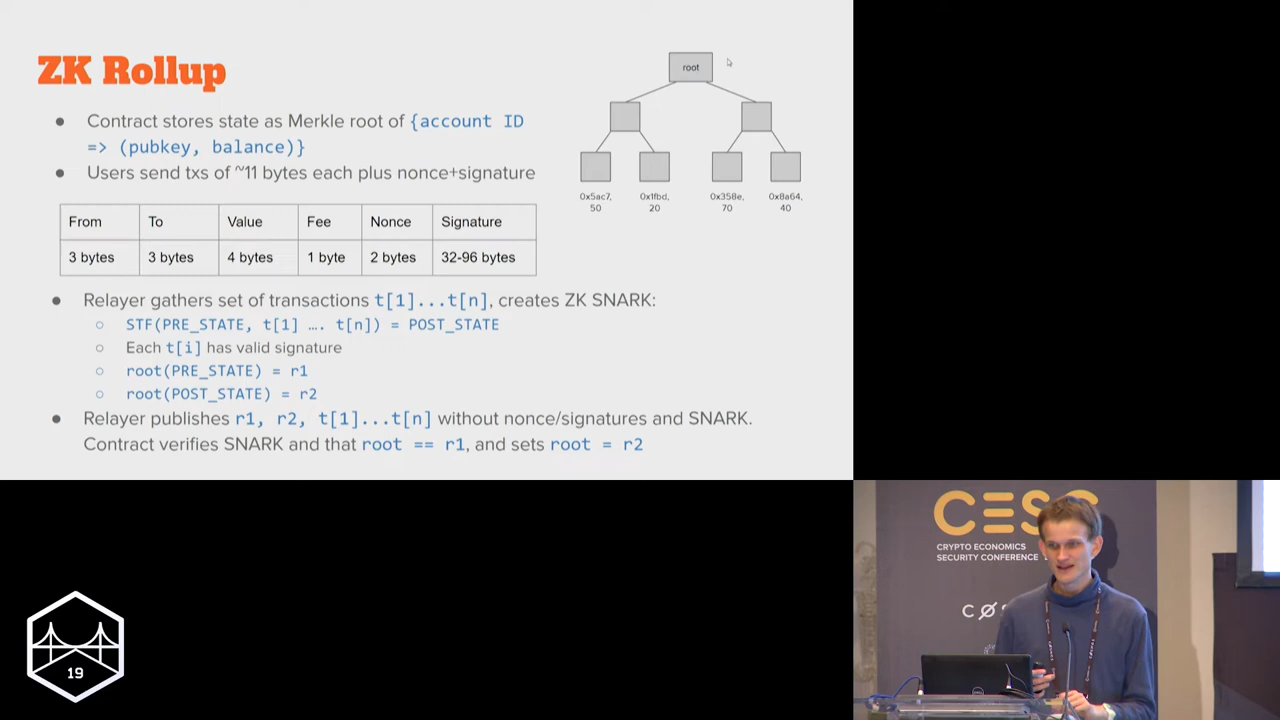 ZK Rollup
● Contract stores state as Merkle root of {account ID
=> (pubkey, balance)}
● Users send txs of ~11 bytes each plus nonce+signature
From To Value Fee Nonce Signature
3 bytes 3 bytes 4 bytes 1 byte 2 bytes 32-96 bytes
● Relayer gathers set of transactions t[1]...t[n], creates ZK SNARK:
○ STF(PRE_STATE, t[1] …. t[n]) = POST_STATE
○ Each t[i] has valid signature
○ root(PRE_STATE) = r1
○ root(POST_STATE) = r2
● Relayer publishes r1, r2, t[1]...t[n] without nonce/signatures and SNARK.
Contract verifies SNARK and that root == r1, and sets root = r2
root
0x5ac7, 0x1fbd, 0x358e, 0x8a64,
50 20 70 40
CESC
CRYPTO ECONOMICS
SECURITY CONFERENCE
DELL
19